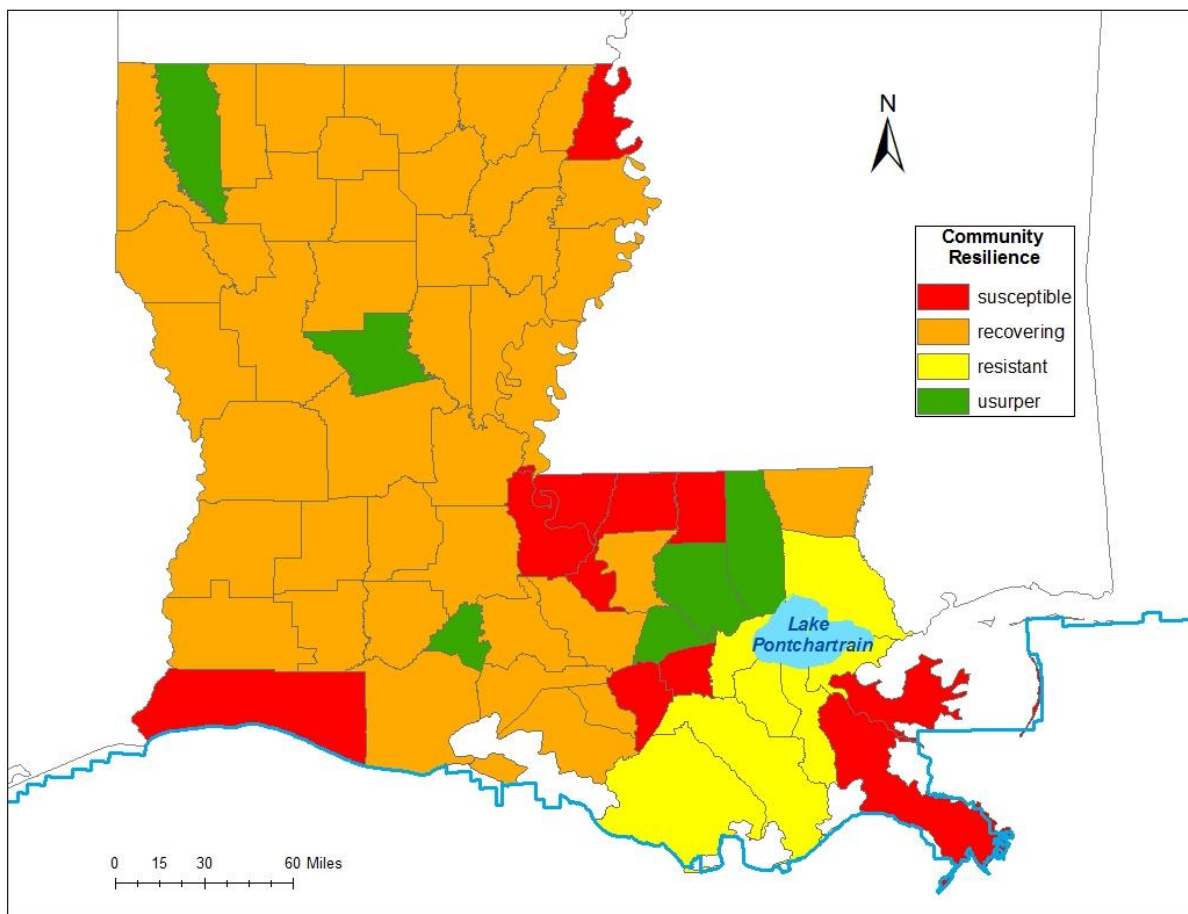 N
Community
Resilience
susceptible
recovering
resistant
usurper
Lake
Pontchartrain
0 15 30 60 Miles